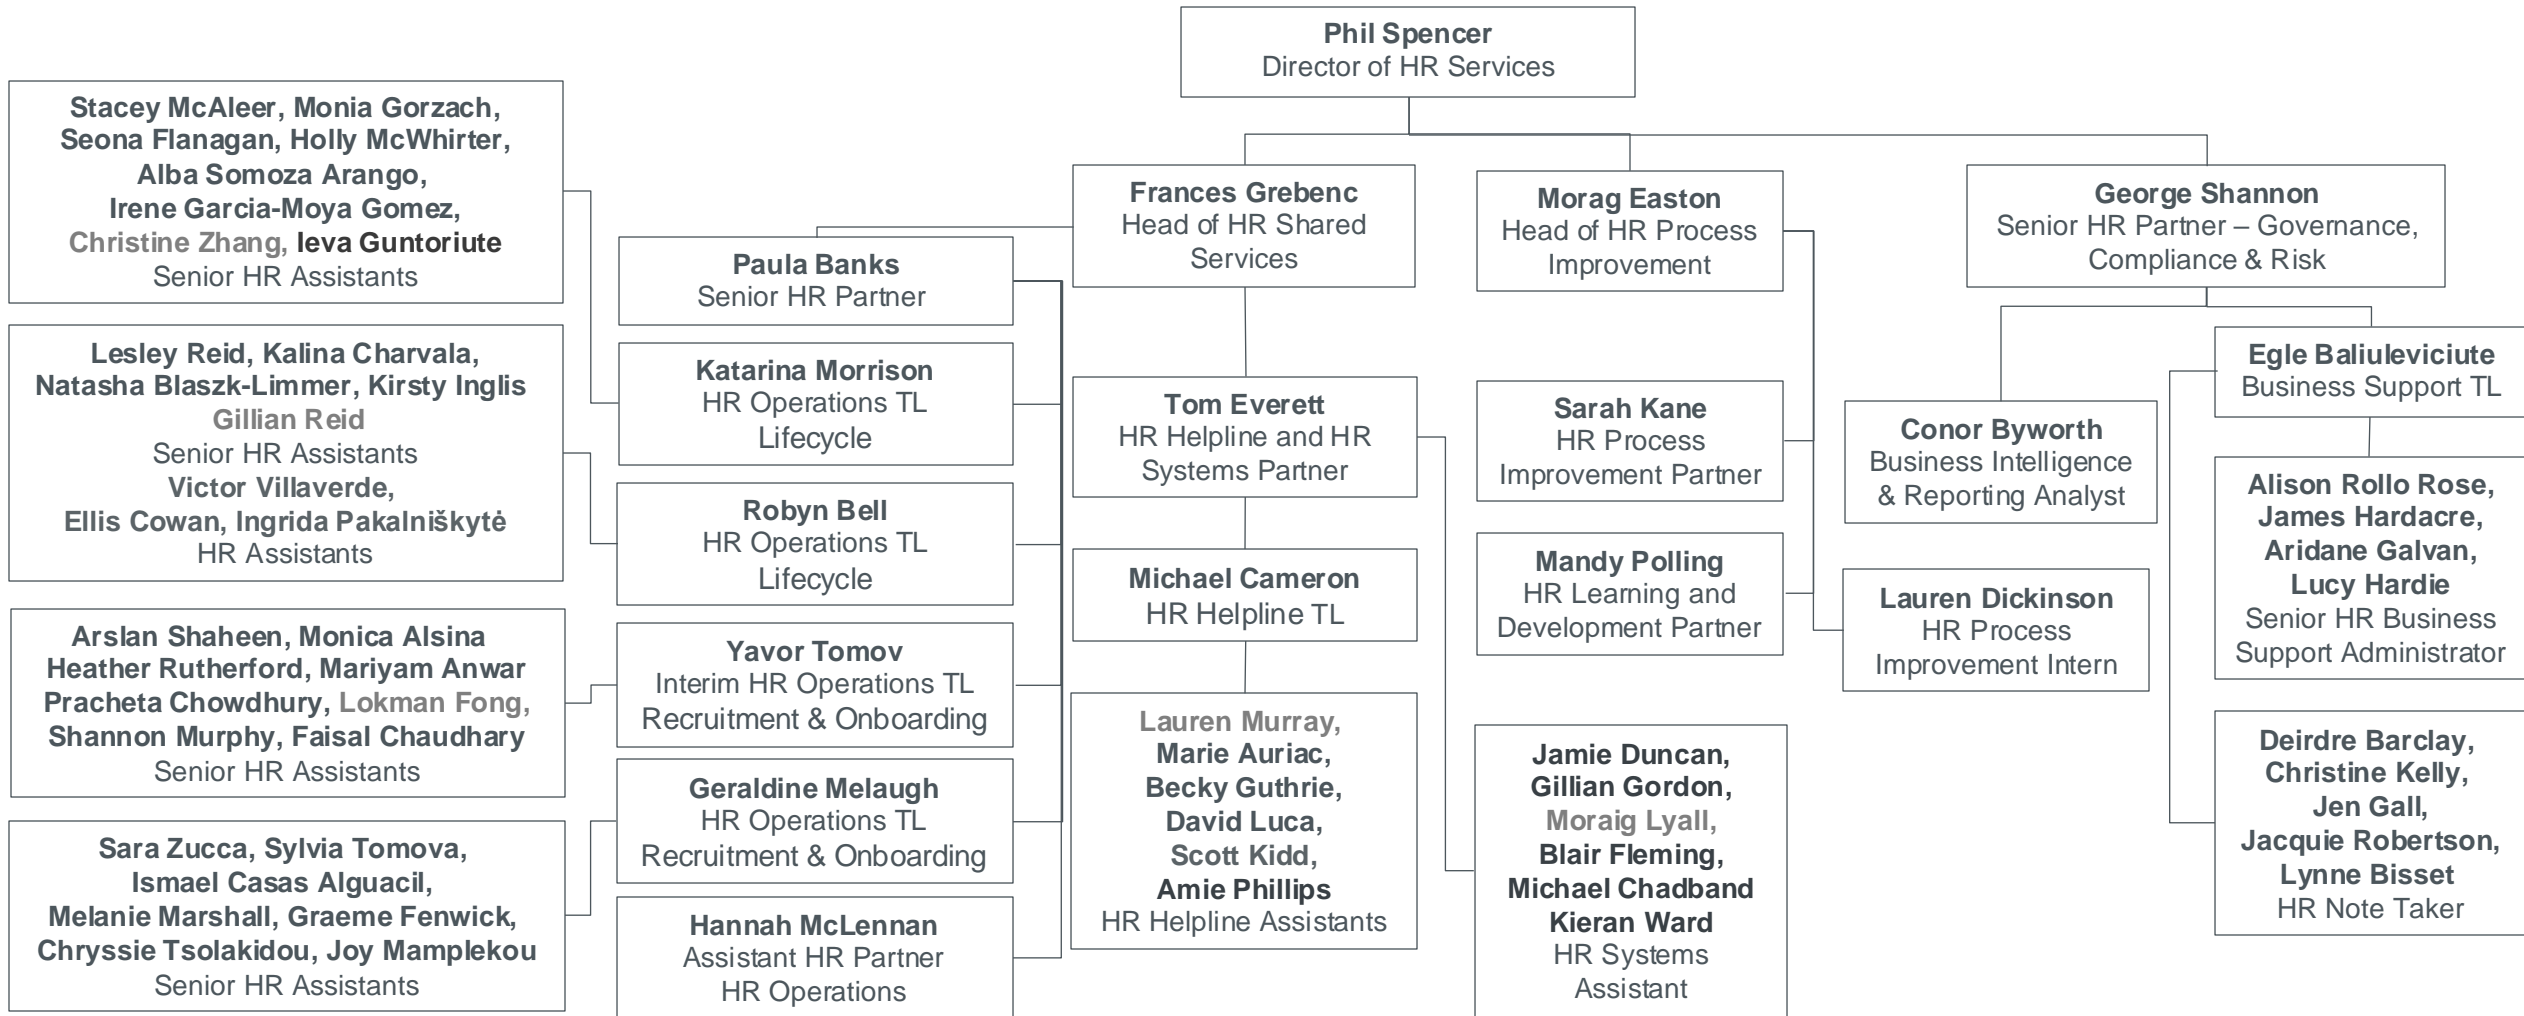 Phil Spencer
Director of HR Services
Stacey McAleer, Monia Gorzach,
Seona Flanagan, Holly McWhirter,
Alba Somoza Arango,
Irene Garcia-Moya Gomez,
Christine Zhang, Ieva Guntoriute
Senior HR Assistants
Lesley Reid, Kalina Charvala,
Natasha Blaszk-Limmer, Kirsty Inglis
Gillian Reid
Senior HR Assistants
Victor Villaverde,
Ellis Cowan, Ingrida Pakalniškytė
HR Assistants
Arslan Shaheen, Monica Alsina
Heather Rutherford, Mariyam Anwar
Pracheta Chowdhury, Lokman Fong,
Shannon Murphy, Faisal Chaudhary
Senior HR Assistants
Sara Zucca, Sylvia Tomova,
Ismael Casas Alguacil,
Melanie Marshall, Graeme Fenwick,
Chryssie Tsolakidou, Joy Mamplekou
Senior HR Assistants
Paula Banks
Senior HR Partner
Katarina Morrison
HR Operations TL
Lifecycle
Robyn Bell
HR Operations TL
Lifecycle
Yavor Tomov
Interim HR Operations TL
Recruitment & Onboarding
Geraldine Melaugh
HR Operations TL
Recruitment & Onboarding
Hannah McLennan
Assistant HR Partner
HR Operations
Frances Grebenc
Head of HR Shared
Services
Tom Everett
HR Helpline and HR
Systems Partner
Michael Cameron
HR Helpline TL
Lauren Murray,
Marie Auriac,
Becky Guthrie,
David Luca,
Scott Kidd,
Amie Phillips
HR Helpline Assistants
Morag Easton
Head of HR Process
Improvement
Sarah Kane
HR Process
Improvement Partner
Mandy Polling
HR Learning and
Development Partner
Jamie Duncan,
Gillian Gordon,
Moraig Lyall,
Blair Fleming,
Michael Chadband
Kieran Ward
HR Systems
Assistant
George Shannon
Senior HR Partner – Governance,
Compliance & Risk
Conor Byworth
Business Intelligence
& Reporting Analyst
Lauren Dickinson
HR Process
Improvement Intern
Egle Baliuleviciute
Business Support TL
Alison Rollo Rose,
James Hardacre,
Aridane Galvan,
Lucy Hardie
Senior HR Business
Support Administrator
Deirdre Barclay,
Christine Kelly,
Jen Gall,
Jacquie Robertson,
Lynne Bisset
HR Note Taker